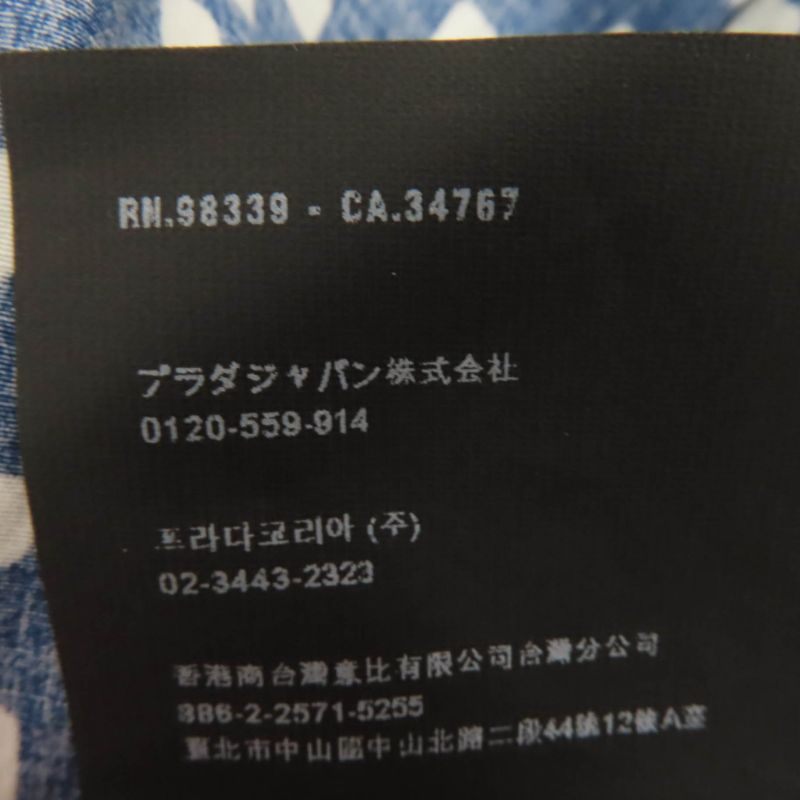 RN.98339 - CA.34767
プラダジャパン株式会社
0120-559-914
프라다코리아 (주)
02-3443-2323
香港商台灣意比有限公司台灣分公司
886-2-2571-5255
臺北市中山區中山北路二段44號12樓A室